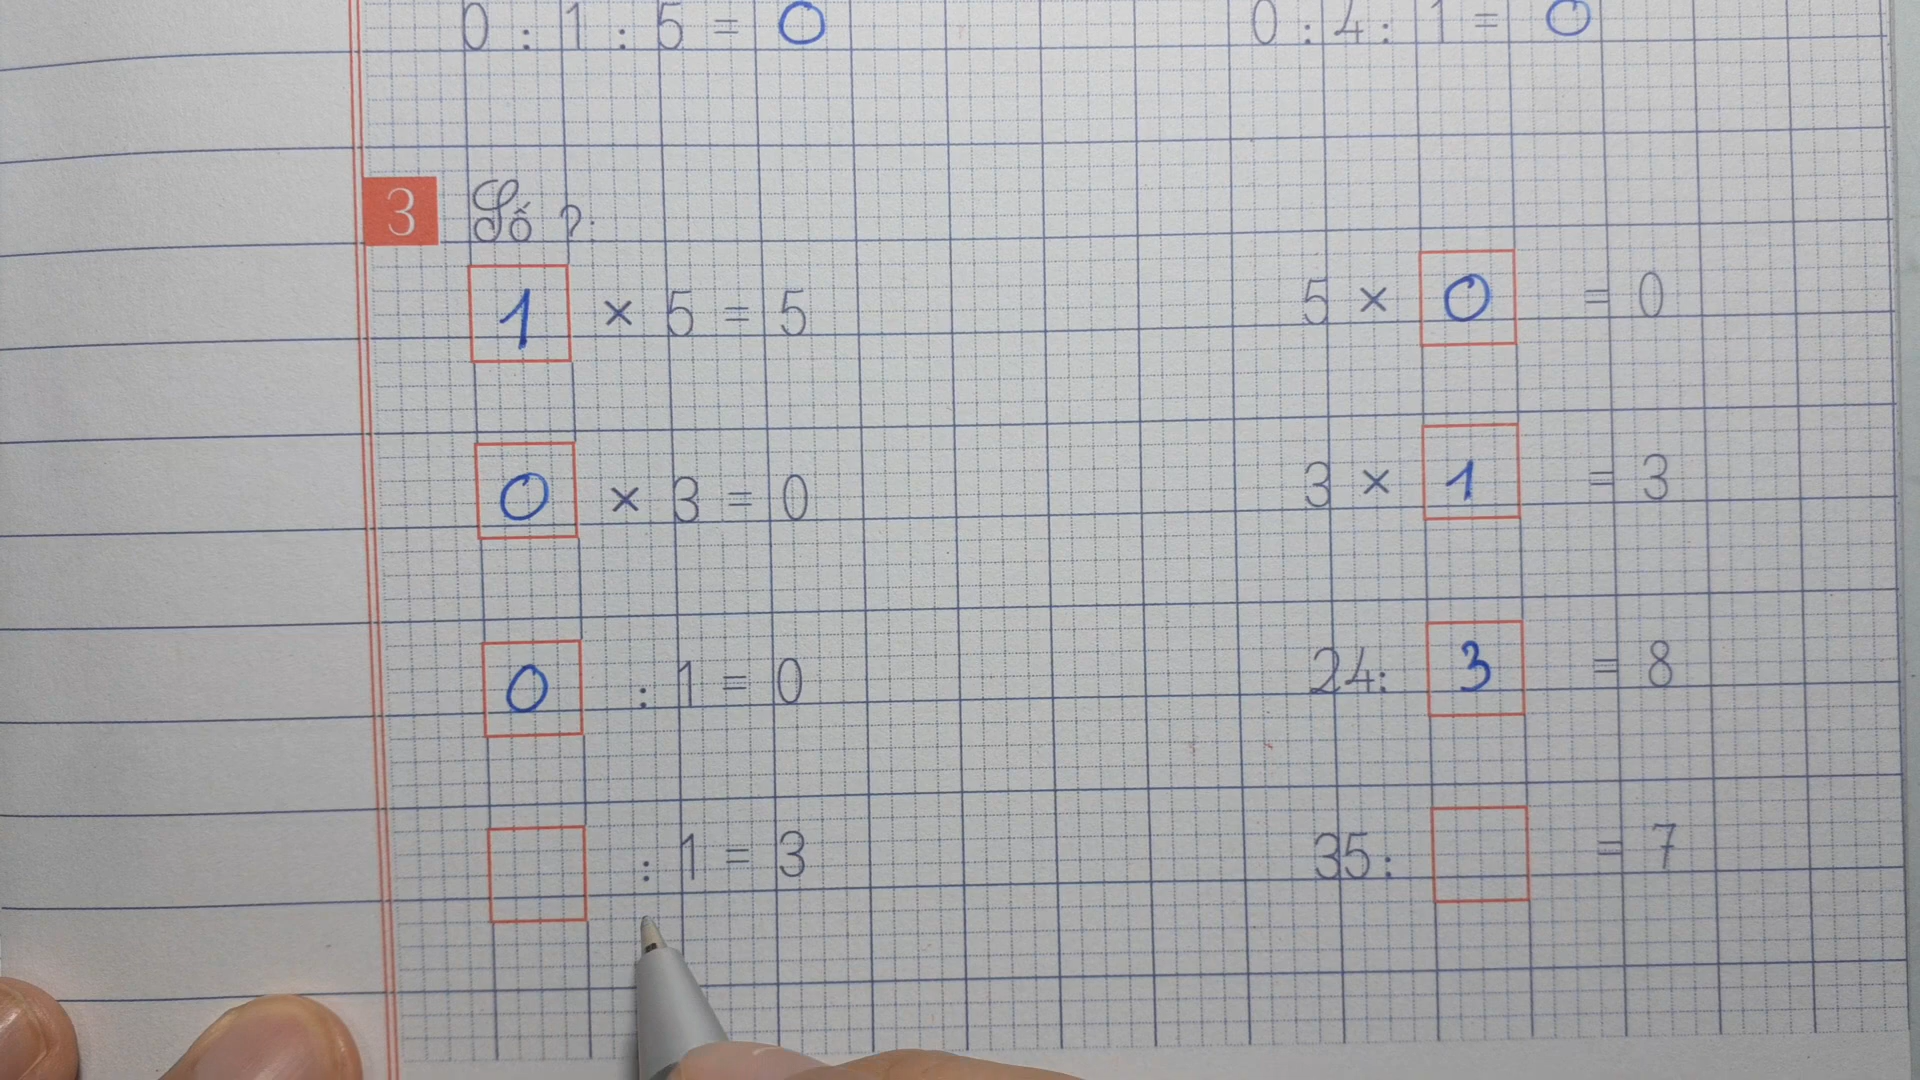 0 : 1 : 5 = 0 0 : 4 : 1 = 0
3 Số ?
1 × 5 = 5 5 × 0 = 0
0 × 3 = 0 3 × 1 = 3
0 : 1 = 0 24 : 3 = 8
: 1 = 3 35 : = 7